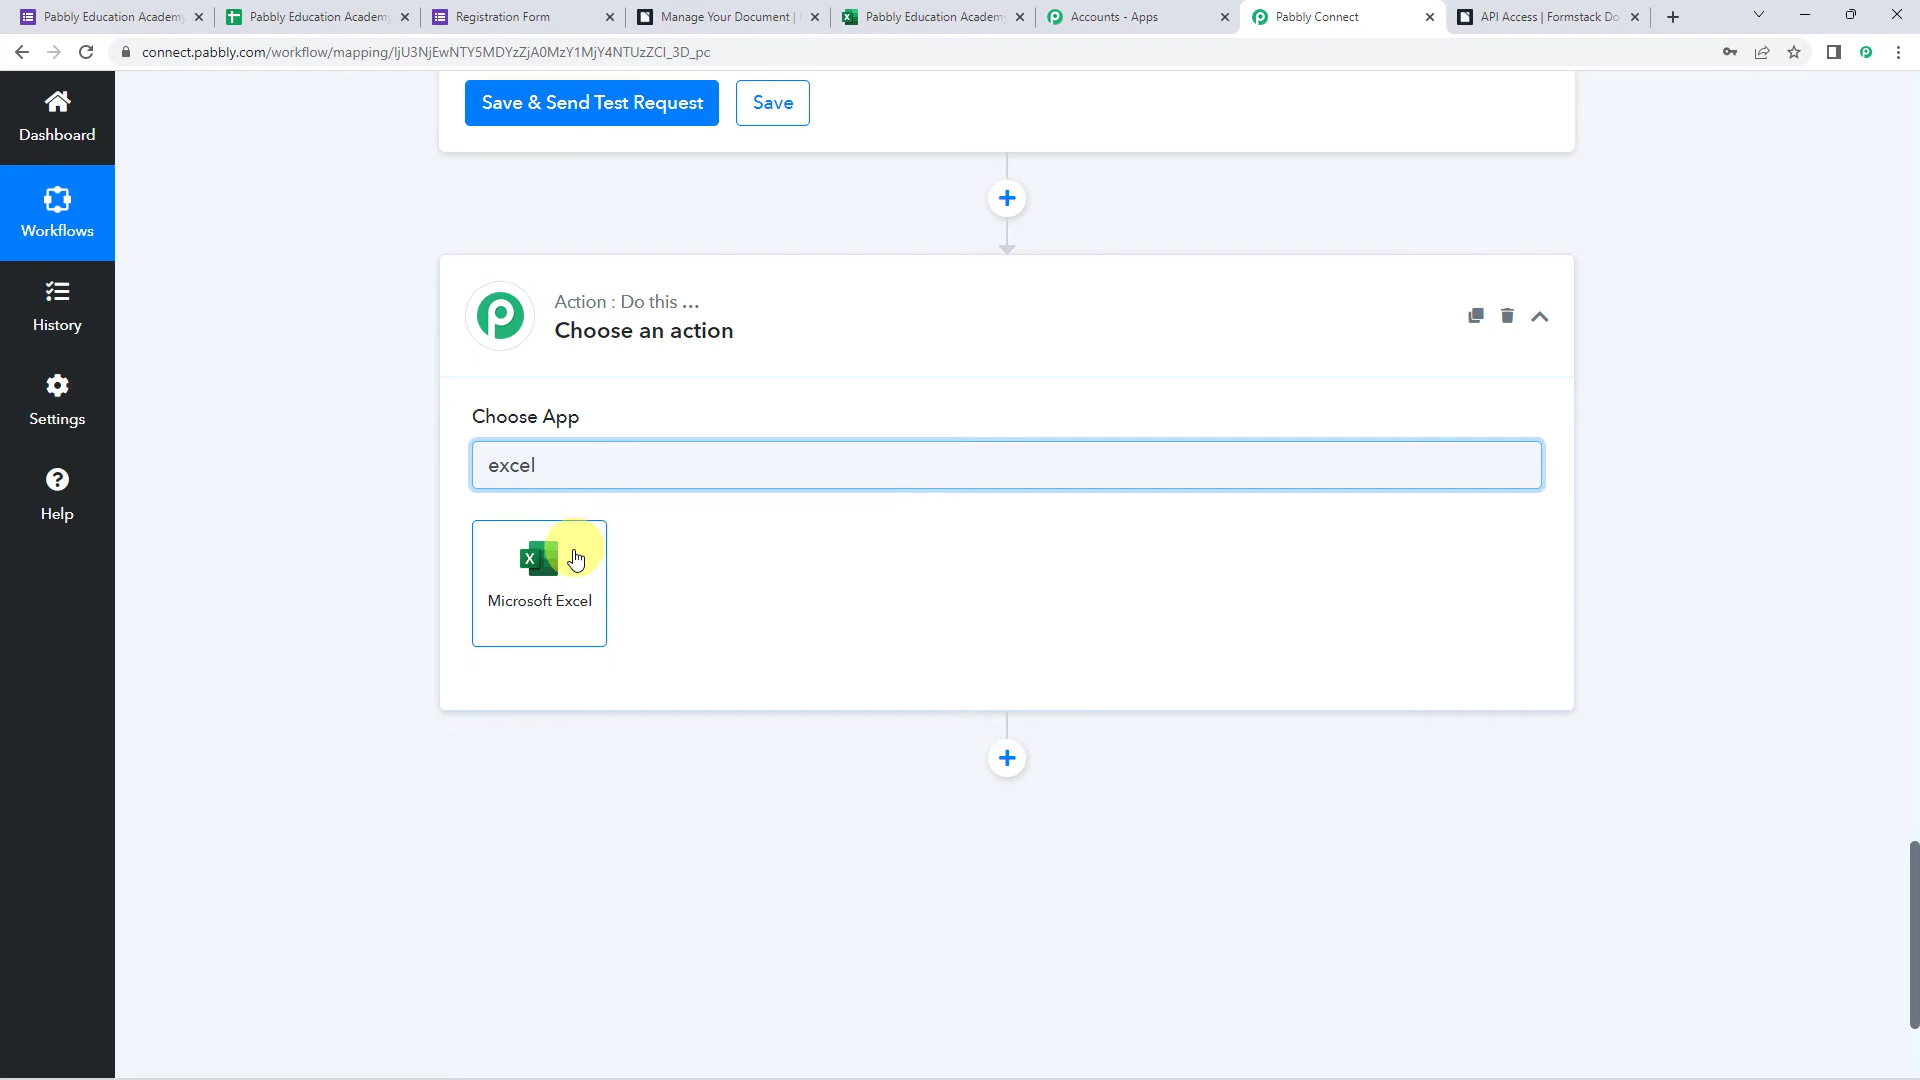 Pabbly Education Academy
Pabbly Education Academy
Registration Form
Manage Your Document |
Pabbly Education Academ
Accounts - Apps
Pabbly Connect
API Access | Formstack Do
connect.pabbly.com/workflow/mapping/IjU3NjEwNTY5MDYzZjA0MzY1MjY4NTUzZCI_3D_pc
Dashboard
Workflows
History
Settings
Help
Save & Send Test Request
Save
Action : Do this ...
Choose an action
Choose App
excel
Microsoft Excel